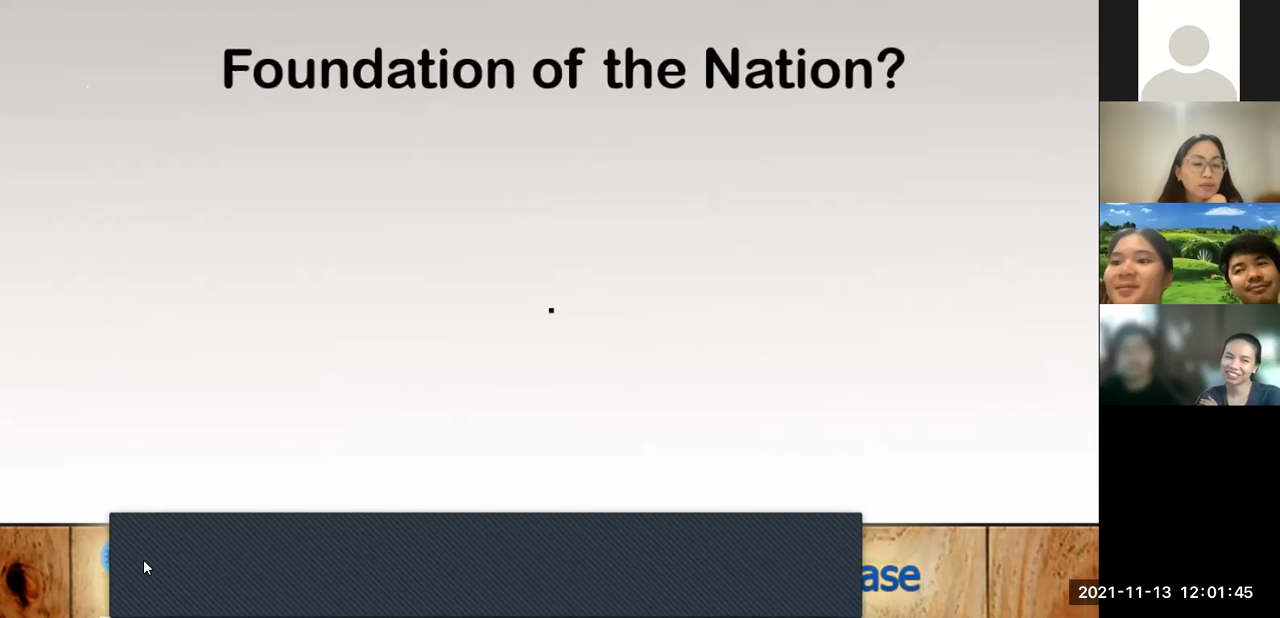 Foundation of the Nation?
.
ase
2021-11-13 12:01:45